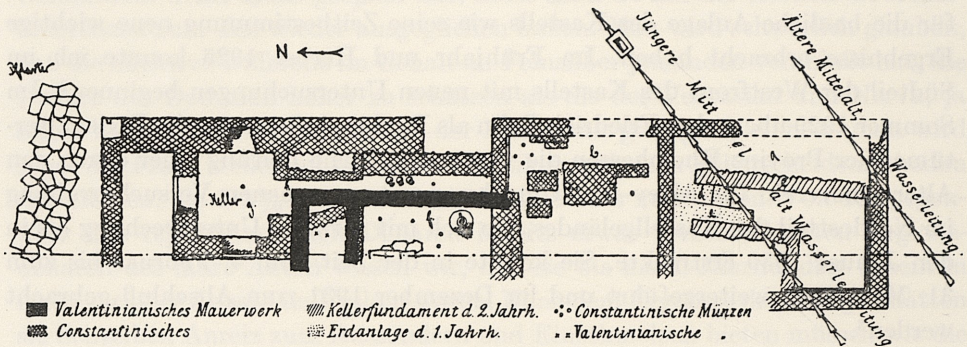 Pflaster
N
Keller
b
Jünger. Mittelalt. Wasserleitung
Ältere Mittelalt.
Wasserleitung
Valentinianisches Mauerwerk
Constantinisches
Kellerfundament d. 2. Jahrh.
Erdanlage d. 1. Jahrh.
Constantinische Münzen
Valentinianische „